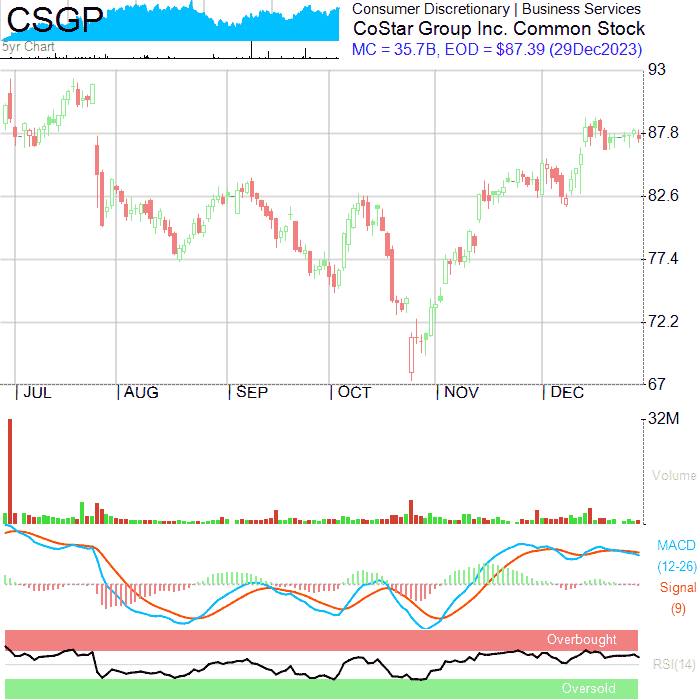 CSGP
5yr Chart
Consumer Discretionary | Business Services
CoStar Group Inc. Common Stock
MC = 35.7B, EOD = $87.39 (29Dec2023)
93
87.8
82.6
77.4
72.2
67
JUL AUG SEP OCT NOV DEC
32M
Volume
MACD
(12-26)
Signal
(9)
Overbought
RSI(14)
Oversold